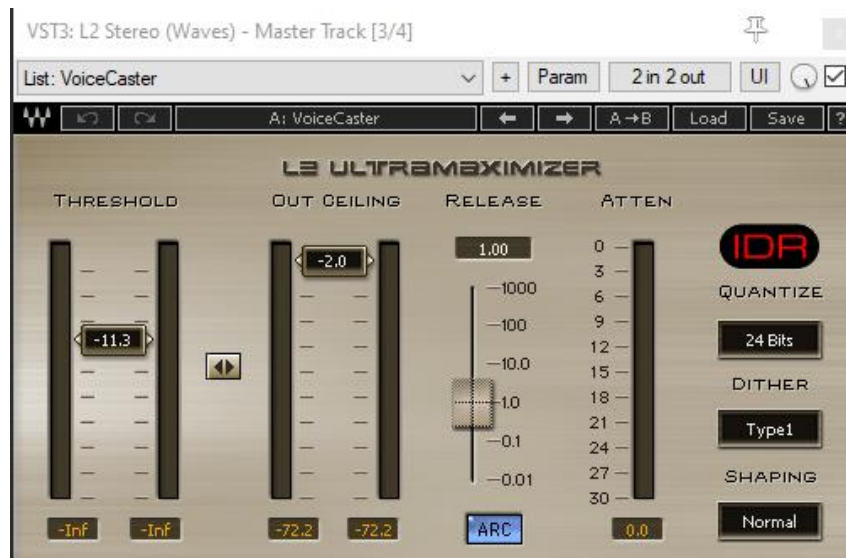 VST3: L2 Stereo (Waves) - Master Track [3/4]
List: VoiceCaster + Param 2 in 2 out UI
A: VoiceCaster A→B Load Save ?
L2 ULTRAMAXIMIZER
THRESHOLD OUT CEILING RELEASE ATTEN
1.00
-2.0
-11.3
1000
100
10.0
1.0
0.1
0.01
0
3
6
9
12
15
18
21
24
27
30
IDR
QUANTIZE
24 Bits
DITHER
Type1
SHAPING
Normal
-Inf -Inf -72.2 -72.2 ARC 0.0